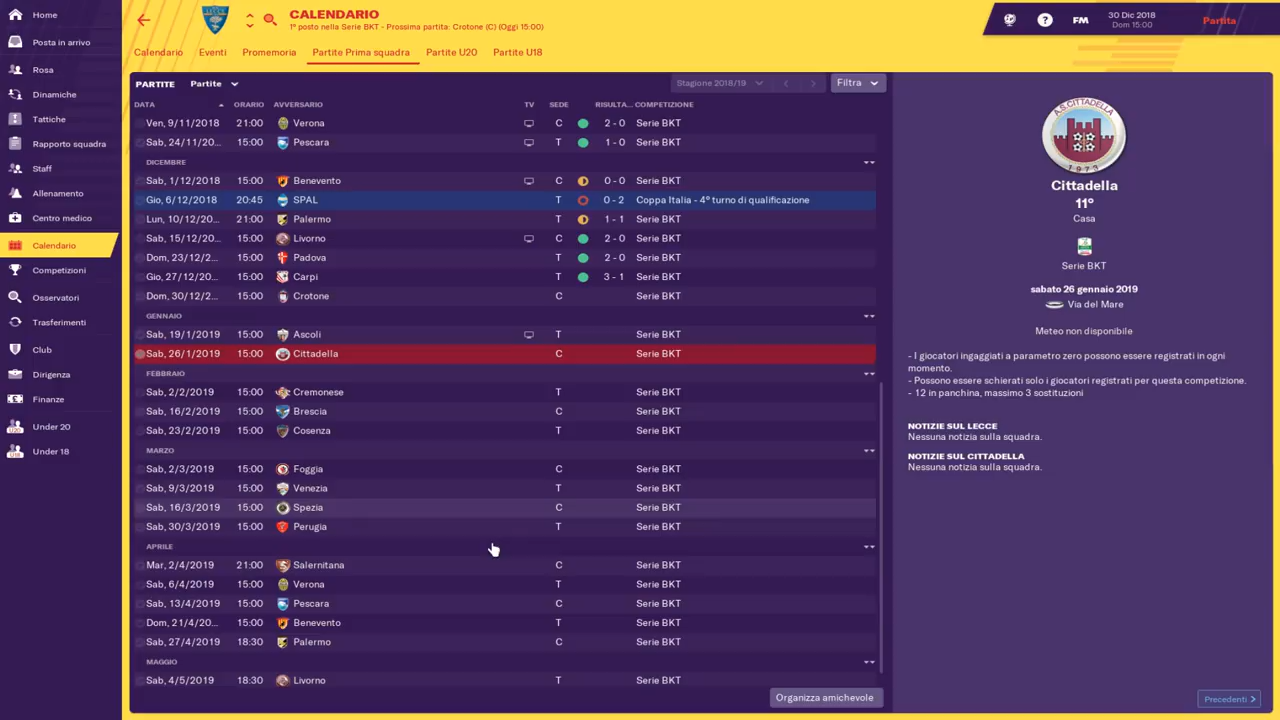 Home
Posta in arrivo
Rosa
Dinamiche
Tattiche
Rapporto squadra
Staff
Allenamento
Centro medico
Calendario
Competizioni
Osservatori
Trasferimenti
Club
Dirigenza
Finanze
Under 20
Under 18
CALENDARIO
1° posto nella Serie BKT - Prossima partita: Crotone (C) (Oggi 15:00)
FM
30 Dic 2018
Dom 15:00
Partita
Calendario Eventi Promemoria Partite Prima squadra Partite U20 Partite U18
PARTITE Partite Stagione 2018/19 Filtra
DATA ORARIO AVVERSARIO TV SEDE RISULTA... COMPETIZIONE
Ven, 9/11/2018 21:00 Verona C 2 - 0 Serie BKT
Sab, 24/11/20... 15:00 Pescara T 1 - 0 Serie BKT
DICEMBRE
Sab, 1/12/2018 15:00 Benevento C 0 - 0 Serie BKT
Gio, 6/12/2018 20:45 SPAL T 0 - 2 Coppa Italia - 4° turno di qualificazione
Lun, 10/12/20... 21:00 Palermo T 1 - 1 Serie BKT
Sab, 15/12/20... 15:00 Livorno C 2 - 0 Serie BKT
Dom, 23/12/2... 15:00 Padova T 2 - 0 Serie BKT
Gio, 27/12/20... 15:00 Carpi T 3 - 1 Serie BKT
Dom, 30/12/2... 15:00 Crotone C Serie BKT
GENNAIO
Sab, 19/1/2019 15:00 Ascoli T Serie BKT
Sab, 26/1/2019 15:00 Cittadella C Serie BKT
FEBBRAIO
Sab, 2/2/2019 15:00 Cremonese T Serie BKT
Sab, 16/2/2019 15:00 Brescia C Serie BKT
Sab, 23/2/2019 15:00 Cosenza T Serie BKT
MARZO
Sab, 2/3/2019 15:00 Foggia C Serie BKT
Sab, 9/3/2019 15:00 Venezia T Serie BKT
Sab, 16/3/2019 15:00 Spezia C Serie BKT
Sab, 30/3/2019 15:00 Perugia T Serie BKT
APRILE
Mar, 2/4/2019 21:00 Salernitana C Serie BKT
Sab, 6/4/2019 15:00 Verona T Serie BKT
Sab, 13/4/2019 15:00 Pescara C Serie BKT
Dom, 21/4/20... 15:00 Benevento T Serie BKT
Sab, 27/4/2019 18:30 Palermo C Serie BKT
MAGGIO
Sab, 4/5/2019 18:30 Livorno T Serie BKT
Organizza amichevole
A.S. CITTADELLA
1973
Cittadella
11°
Casa
Serie BKT
sabato 26 gennaio 2019
Via del Mare
Meteo non disponibile
- I giocatori ingaggiati a parametro zero possono essere registrati in ogni
momento.
- Possono essere schierati solo i giocatori registrati per questa competizione.
- 12 in panchina, massimo 3 sostituzioni
NOTIZIE SUL LECCE
Nessuna notizia sulla squadra.
NOTIZIE SUL CITTADELLA
Nessuna notizia sulla squadra.
Precedenti